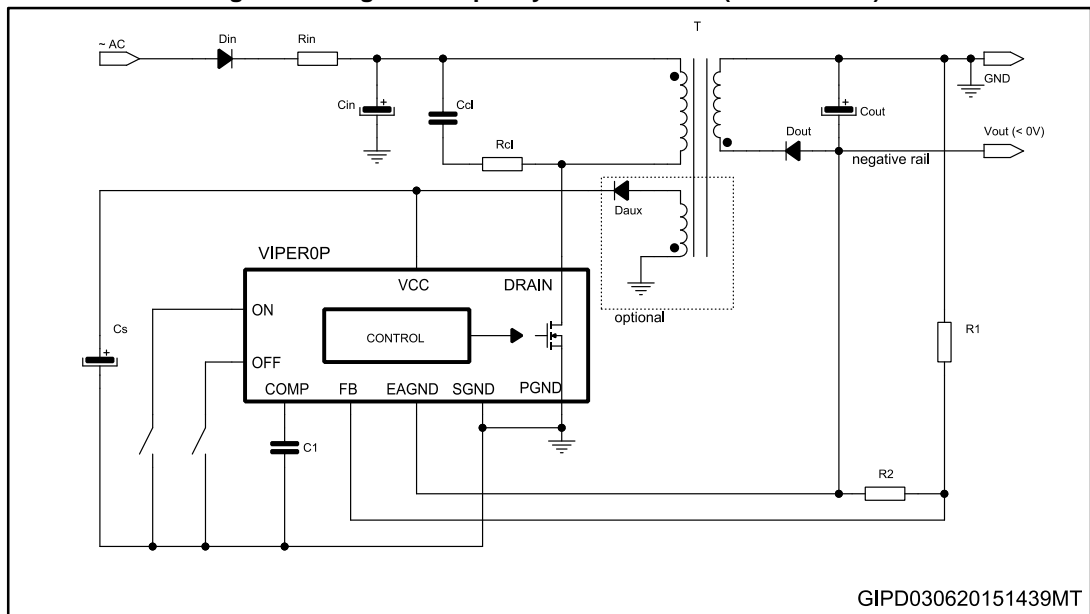 T
~ AC
Din
Rin
GND
Cin
Ccl
Cout
Dout
Vout (< 0V)
negative rail
Rcl
Daux
VIPER0P
VCC
DRAIN
optional
ON
Cs
CONTROL
R1
OFF
COMP
FB
EAGND
SGND
PGND
C1
R2
GIPD030620151439MT